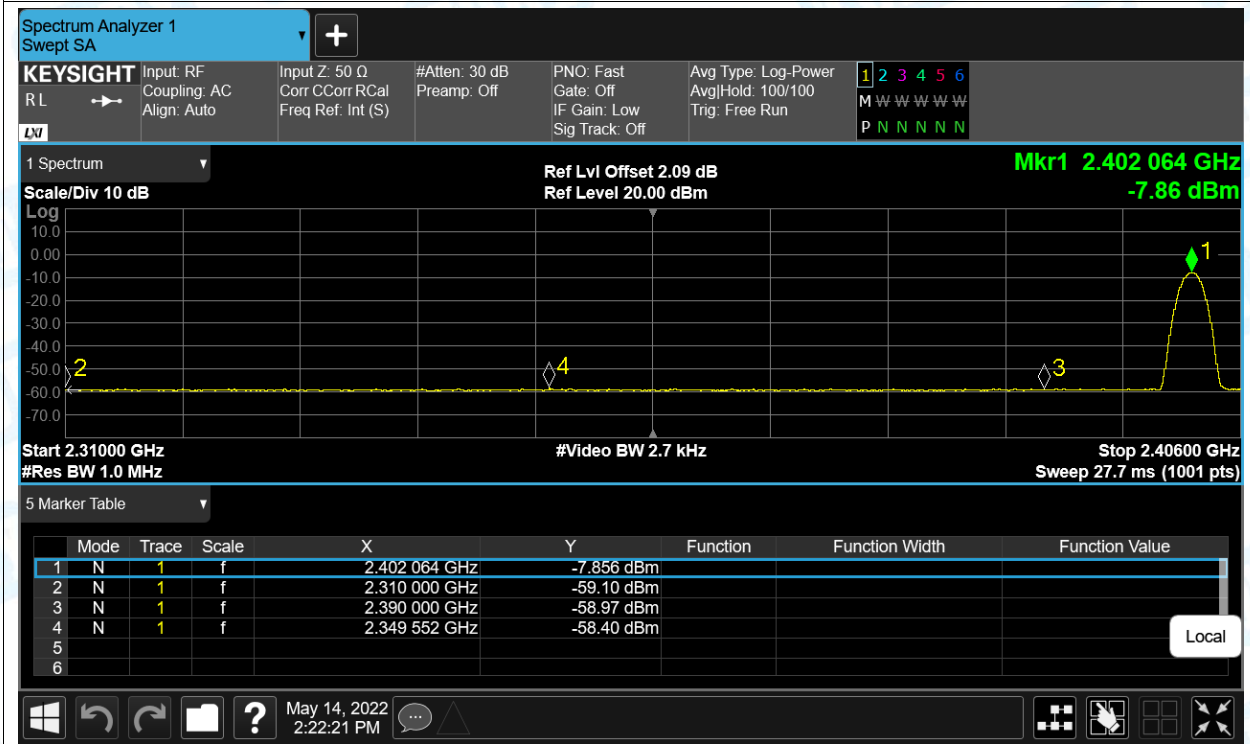 Spectrum Analyzer 1
Swept SA
KEYSIGHT Input: RF Input Z: 50 Ω #Atten: 30 dB PNO: Fast Avg Type: Log-Power 1 2 3 4 5 6
R L Coupling: AC Corr CCorr RCal Preamp: Off Gate: Off Avg|Hold: 100/100 M W W W W W
Align: Auto Freq Ref: Int (S) IF Gain: Low Trig: Free Run
LXI Sig Track: Off P N N N N N
1 Spectrum Ref Lvl Offset 2.09 dB Mkr1 2.402 064 GHz
Scale/Div 10 dB Ref Level 20.00 dBm -7.86 dBm
Log
10.0
1
0.00
-10.0
-20.0
-30.0
-40.0
2 4 3
-50.0
-60.0
-70.0
Start 2.31000 GHz #Video BW 2.7 kHz Stop 2.40600 GHz
#Res BW 1.0 MHz Sweep 27.7 ms (1001 pts)
5 Marker Table
Mode Trace Scale X Y Function Function Width Function Value
1 N 1 f 2.402 064 GHz -7.856 dBm
2 N 1 f 2.310 000 GHz -59.10 dBm
3 N 1 f 2.390 000 GHz -58.97 dBm
4 N 1 f 2.349 552 GHz -58.40 dBm
5
6
Local
? May 14, 2022
2:22:21 PM